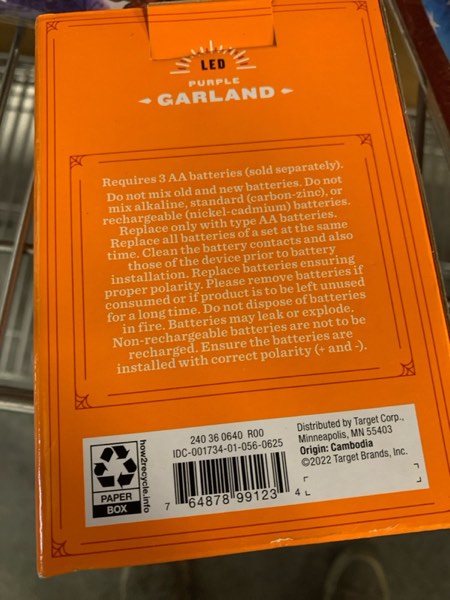 LED
PURPLE
GARLAND
Requires 3 AA batteries (sold separately).
Do not mix old and new batteries. Do not
mix alkaline, standard (carbon-zinc), or
rechargeable (nickel-cadmium) batteries.
Replace only with type AA batteries.
Replace all batteries of a set at the same
time. Clean the battery contacts and also
those of the device prior to battery
installation. Replace batteries ensuring
proper polarity. Please remove batteries if
consumed or if product is to be left unused
for a long time. Do not dispose of batteries
in fire. Batteries may leak or explode.
Non-rechargeable batteries are not to be
recharged. Ensure the batteries are
installed with correct polarity (+ and -).
how2recycle.info
PAPER
BOX
240 36 0640 R00
IDC-001734-01-056-0625
7 64878 99123 4
Distributed by Target Corp.,
Minneapolis, MN 55403
Origin: Cambodia
©2022 Target Brands, Inc.